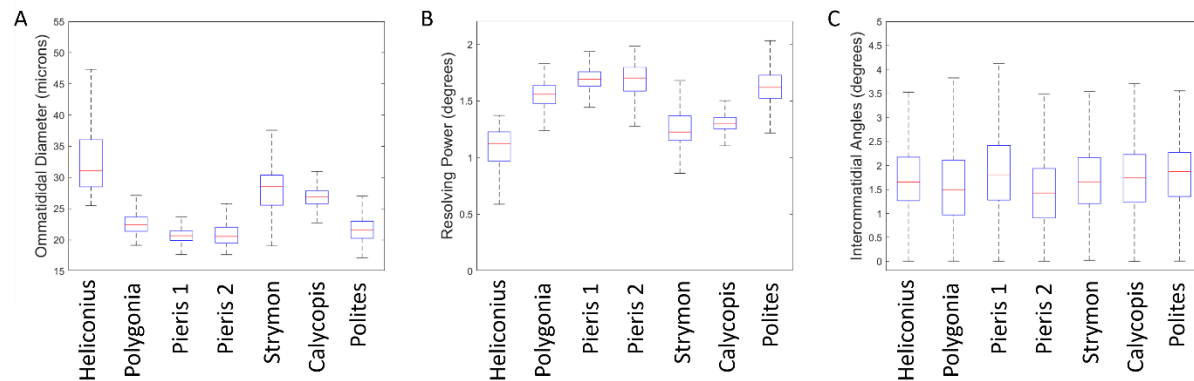 A
Ommatididal Diameter (microns)
55
50
45
40
35
30
25
20
15
Heliconius
Polygonia
Pieris 1
Pieris 2
Strymon
Calycopis
Polites
B
Resolving Power (degrees)
2
1.5
1
0.5
0
Heliconius
Polygonia
Pieris 1
Pieris 2
Strymon
Calycopis
Polites
C
Interommatidial Angles (degrees)
5
4.5
4
3.5
3
2.5
2
1.5
1
0.5
0
Heliconius
Polygonia
Pieris 1
Pieris 2
Strymon
Calycopis
Polites